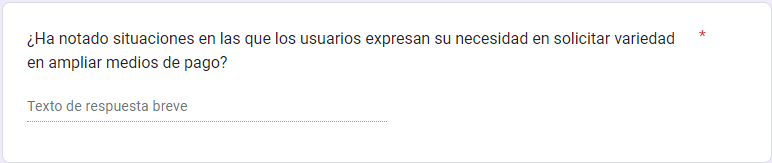 ¿Ha notado situaciones en las que los usuarios expresan su necesidad en solicitar variedad *
en ampliar medios de pago?
Texto de respuesta breve